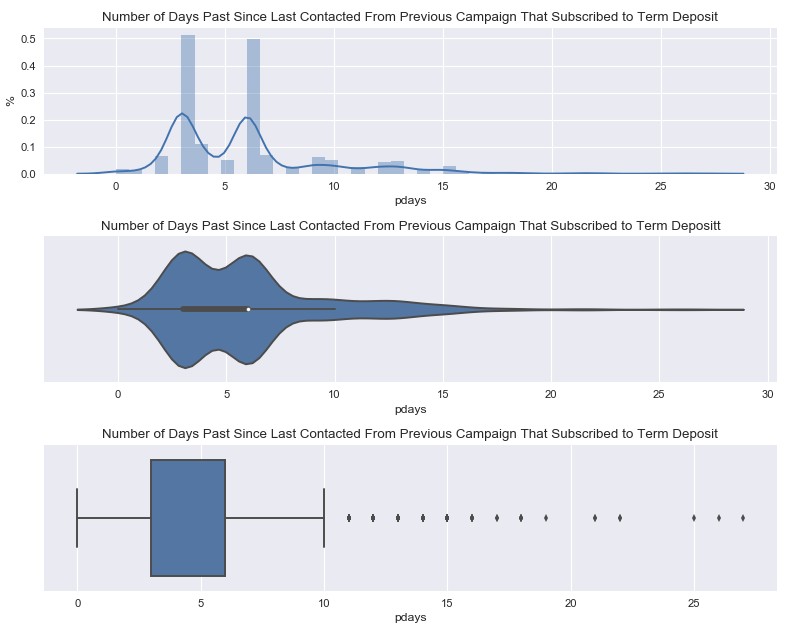 Number of Days Past Since Last Contacted From Previous Campaign That Subscribed to Term Deposit
0.5
0.4
0.3
0.2
0.1
0.0
%
0 5 10 15 20 25 30
pdays
Number of Days Past Since Last Contacted From Previous Campaign That Subscribed to Term Depositt
0 5 10 15 20 25 30
pdays
Number of Days Past Since Last Contacted From Previous Campaign That Subscribed to Term Deposit
0 5 10 15 20 25
pdays